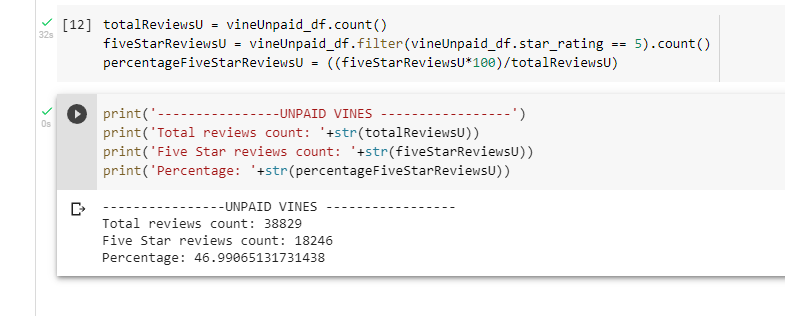 [12] totalReviewsU = vineUnpaid_df.count()
32s
fiveStarReviewsU = vineUnpaid_df.filter(vineUnpaid_df.star_rating == 5).count()
percentageFiveStarReviewsU = ((fiveStarReviewsU*100)/totalReviewsU)
0s
print('----------------UNPAID VINES -----------------')
print('Total reviews count: '+str(totalReviewsU))
print('Five Star reviews count: '+str(fiveStarReviewsU))
print('Percentage: '+str(percentageFiveStarReviewsU))
----------------UNPAID VINES -----------------
Total reviews count: 38829
Five Star reviews count: 18246
Percentage: 46.99065131731438